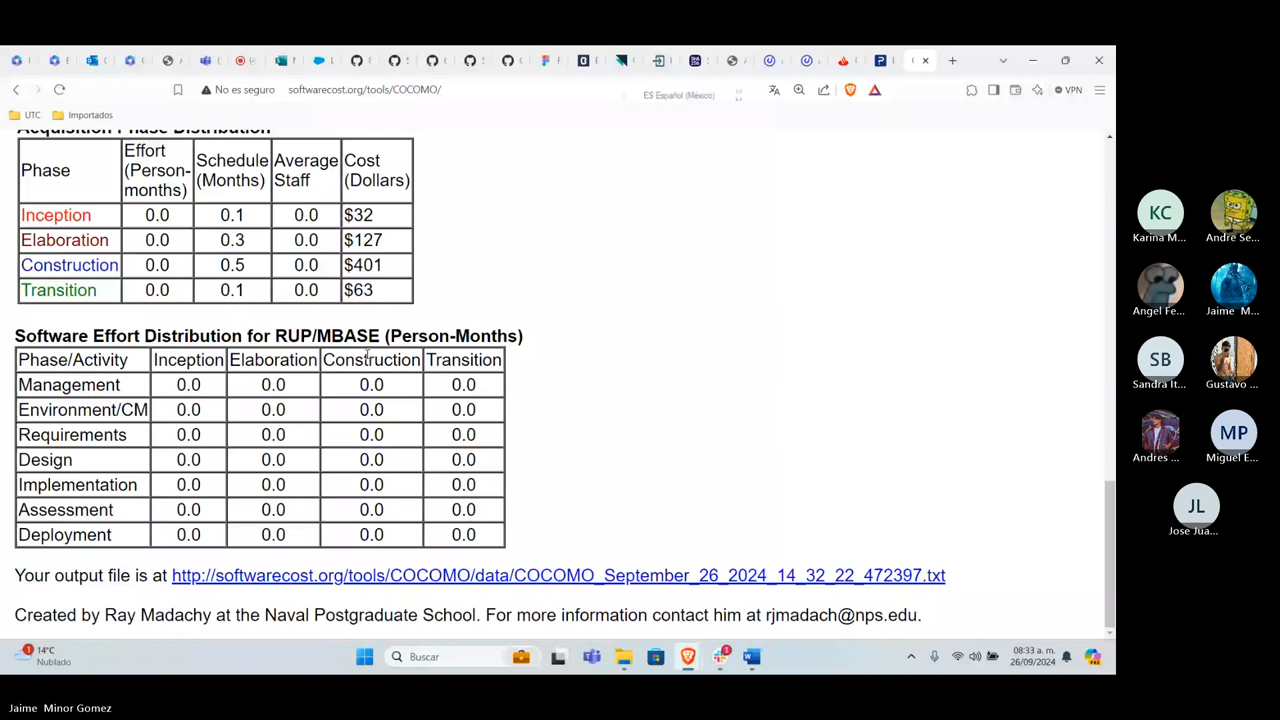 No es seguro softwarecost.org/tools/COCOMO/ ES Español (México) VPN
UTC Importados
Acquisition Phase Distribution
Phase Effort (Person-months) Schedule (Months) Average Staff Cost (Dollars)
Inception 0.0 0.1 0.0 $32
Elaboration 0.0 0.3 0.0 $127
Construction 0.0 0.5 0.0 $401
Transition 0.0 0.1 0.0 $63
Software Effort Distribution for RUP/MBASE (Person-Months)
Phase/Activity Inception Elaboration Construction Transition
Management 0.0 0.0 0.0 0.0
Environment/CM 0.0 0.0 0.0 0.0
Requirements 0.0 0.0 0.0 0.0
Design 0.0 0.0 0.0 0.0
Implementation 0.0 0.0 0.0 0.0
Assessment 0.0 0.0 0.0 0.0
Deployment 0.0 0.0 0.0 0.0
Your output file is at http://softwarecost.org/tools/COCOMO/data/COCOMO_September_26_2024_14_32_22_472397.txt
Created by Ray Madachy at the Naval Postgraduate School. For more information contact him at rjmadach@nps.edu.
1 14°C
Nublado
Buscar
08:33 a. m.
26/09/2024
KC
Karina M... Andre Se...
Angel Fe... Jaime M...
SB
Sandra It... Gustavo ...
MP
Andres ... Miguel E...
JL
Jose Jua...
Jaime Minor Gomez